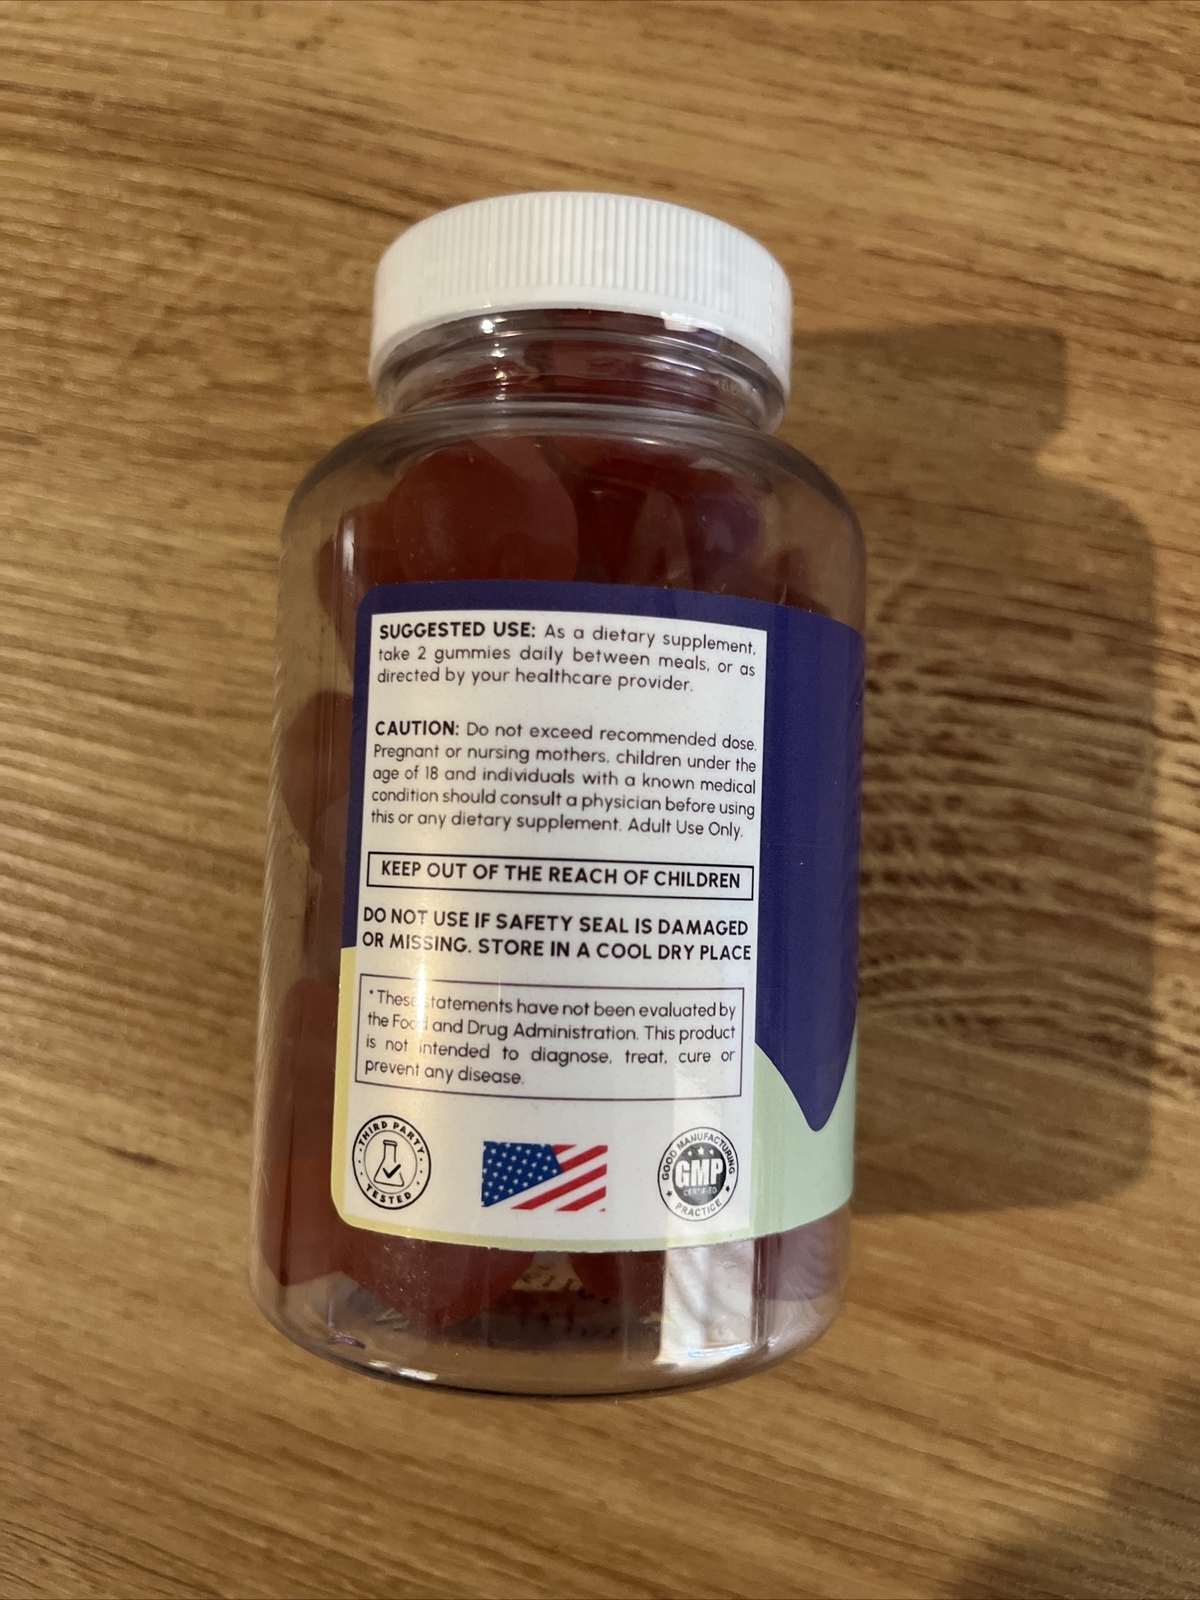 SUGGESTED USE: As a dietary supplement,
take 2 gummies daily between meals, or as
directed by your healthcare provider.
CAUTION: Do not exceed recommended dose.
Pregnant or nursing mothers, children under the
age of 18 and individuals with a known medical
condition should consult a physician before using
this or any dietary supplement. Adult Use Only.
KEEP OUT OF THE REACH OF CHILDREN
DO NOT USE IF SAFETY SEAL IS DAMAGED
OR MISSING. STORE IN A COOL DRY PLACE
*These statements have not been evaluated by
the Food and Drug Administration. This product
is not intended to diagnose, treat, cure or
prevent any disease.
THIRD PARTY
TESTED
GOOD MANUFACTURING
GMP
CERTIFIED
PRACTICE